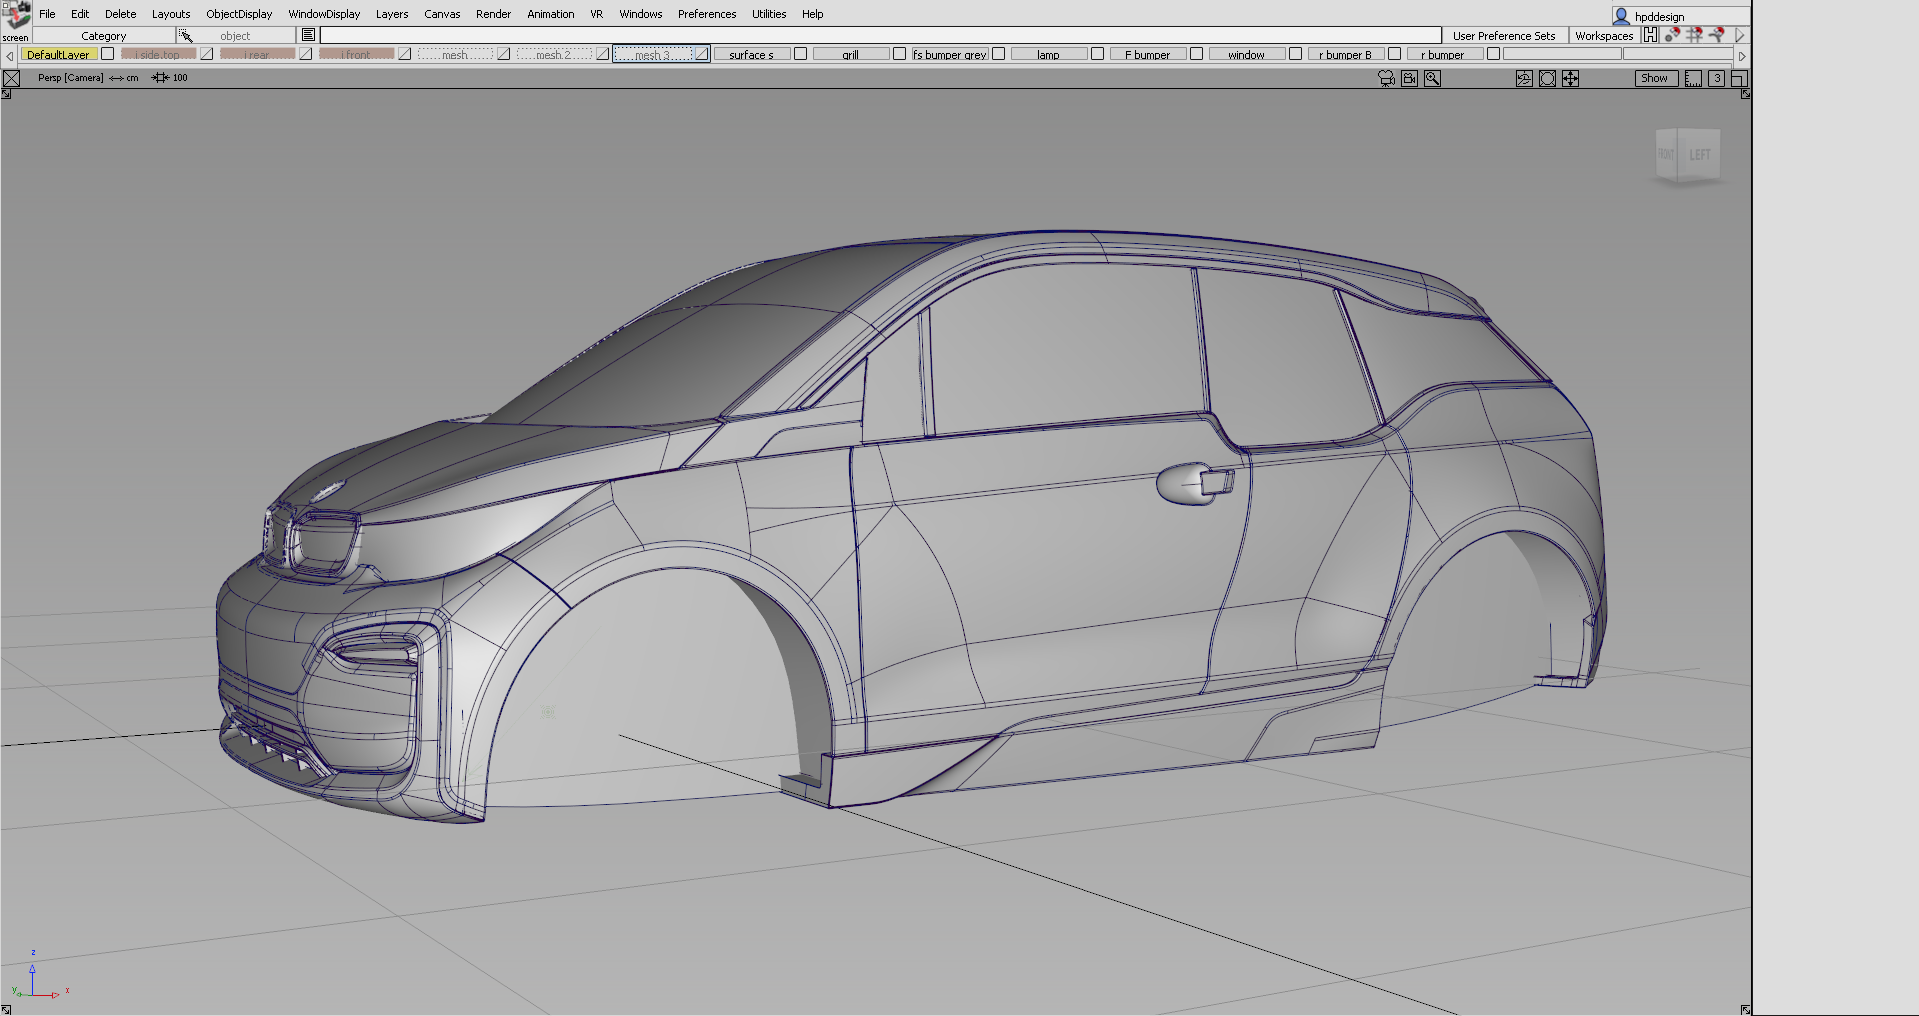 File Edit Delete Layouts ObjectDisplay WindowDisplay Layers Canvas Render Animation VR Windows Preferences Utilities Help
hpddesign
screen Category object User Preference Sets Workspaces
DefaultLayer i side.top i rear i front mesh mesh 2 mesh 3 surface s grill fs bumper grey lamp F bumper window r bumper B r bumper
Persp [Camera] cm 100 Show 3
FRONT LEFT
z
y x